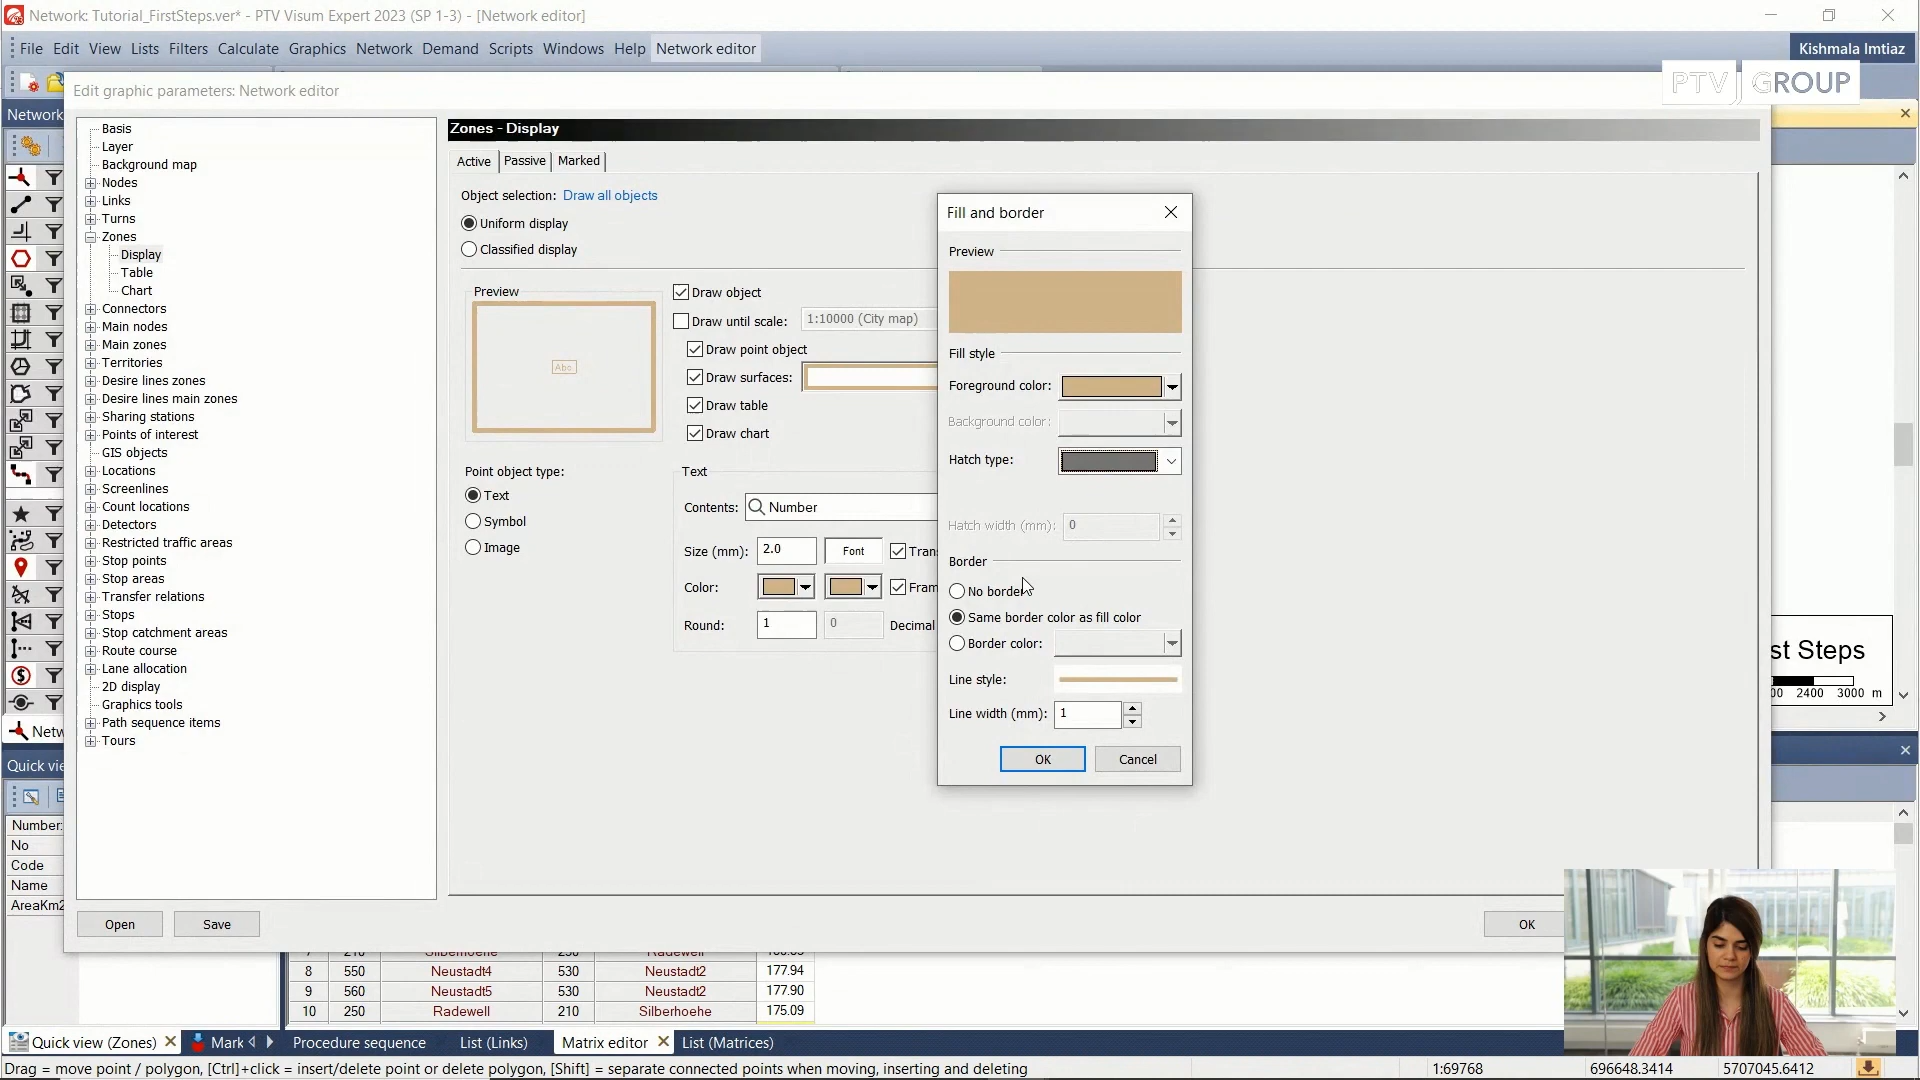 Network: Tutorial_FirstSteps.ver* - PTV Visum Expert 2023 (SP 1-3) - [Network editor]
File Edit View Lists Filters Calculate Graphics Network Demand Scripts Windows Help Network editor
Kishmala Imtiaz
PTV GROUP
Edit graphic parameters: Network editor
Network
Basis
Layer
Background map
Nodes
Links
Turns
Zones
Display
Table
Chart
Connectors
Main nodes
Main zones
Territories
Desire lines zones
Desire lines main zones
Sharing stations
Points of interest
GIS objects
Locations
Screenlines
Count locations
Detectors
Restricted traffic areas
Stop points
Stop areas
Transfer relations
Stops
Stop catchment areas
Route course
Lane allocation
2D display
Graphics tools
Path sequence items
Tours
Open Save
Zones - Display
Active Passive Marked
Object selection: Draw all objects
Uniform display
Classified display
Preview
Abc
Draw object
Draw until scale: 1:10000 (City map)
Draw point object
Draw surfaces:
Draw table
Draw chart
Point object type:
Text
Symbol
Image
Text
Contents: Number
Size (mm): 2.0 Font Tran
Color: Fram
Round: 1 0 Decimal
OK
Fill and border
Preview
Fill style
Foreground color:
Background color:
Hatch type:
Hatch width (mm): 0
Border
No border
Same border color as fill color
Border color:
Line style:
Line width (mm): 1
OK Cancel
st Steps
00 2400 3000 m
Netw
Quick vie
Number:
No
Code
Name
AreaKm2
8 550 Neustadt4 530 Neustadt2 177.94
9 560 Neustadt5 530 Neustadt2 177.90
10 250 Radewell 210 Silberhoehe 175.09
Quick view (Zones) Mark Procedure sequence List (Links) Matrix editor List (Matrices)
Drag = move point / polygon, [Ctrl]+click = insert/delete point or delete polygon, [Shift] = separate connected points when moving, inserting and deleting
1:69768 696648.3414 5707045.6412